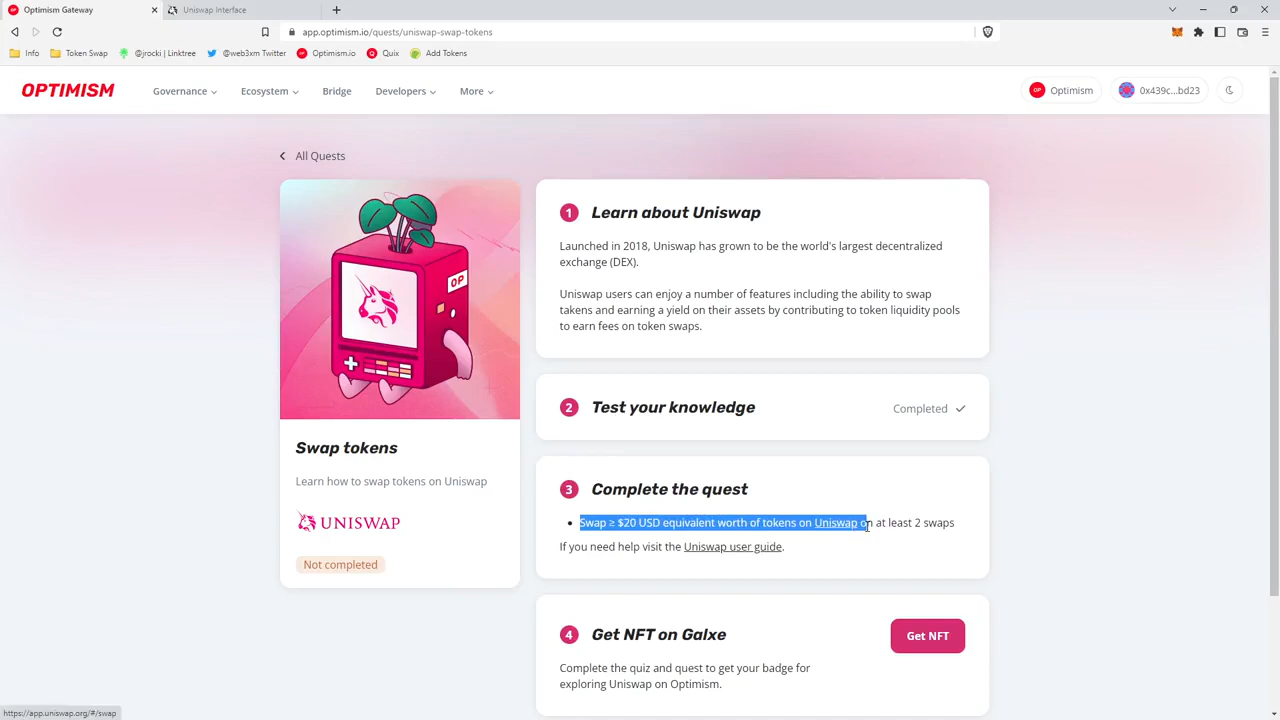 Optimism Gateway
Uniswap Interface
app.optimism.io/quests/uniswap-swap-tokens
Info
Token Swap
@jrocki | Linktree
@web3xm Twitter
Optimism.io
Quix
Add Tokens
OPTIMISM
Governance
Ecosystem
Bridge
Developers
More
OP
Optimism
0x439c...bd23
All Quests
OP
Swap tokens
Learn how to swap tokens on Uniswap
UNISWAP
Not completed
1
Learn about Uniswap
Launched in 2018, Uniswap has grown to be the world's largest decentralized
exchange (DEX).
Uniswap users can enjoy a number of features including the ability to swap
takens and earning a yield on their assets by contributing to token liquidity pools
to earn fees on token swaps.
2
Test your knowledge
Completed
3
Complete the quest
• Swap ≥ $20 USD equivalent worth of tokens on Uniswap on at least 2 swaps
If you need help visit the Uniswap user guide.
4
Get NFT on Galxe
Get NFT
Complete the quiz and quest to get your badge for
exploring Uniswap on Optimism.
https://app.uniswap.org/#/swap